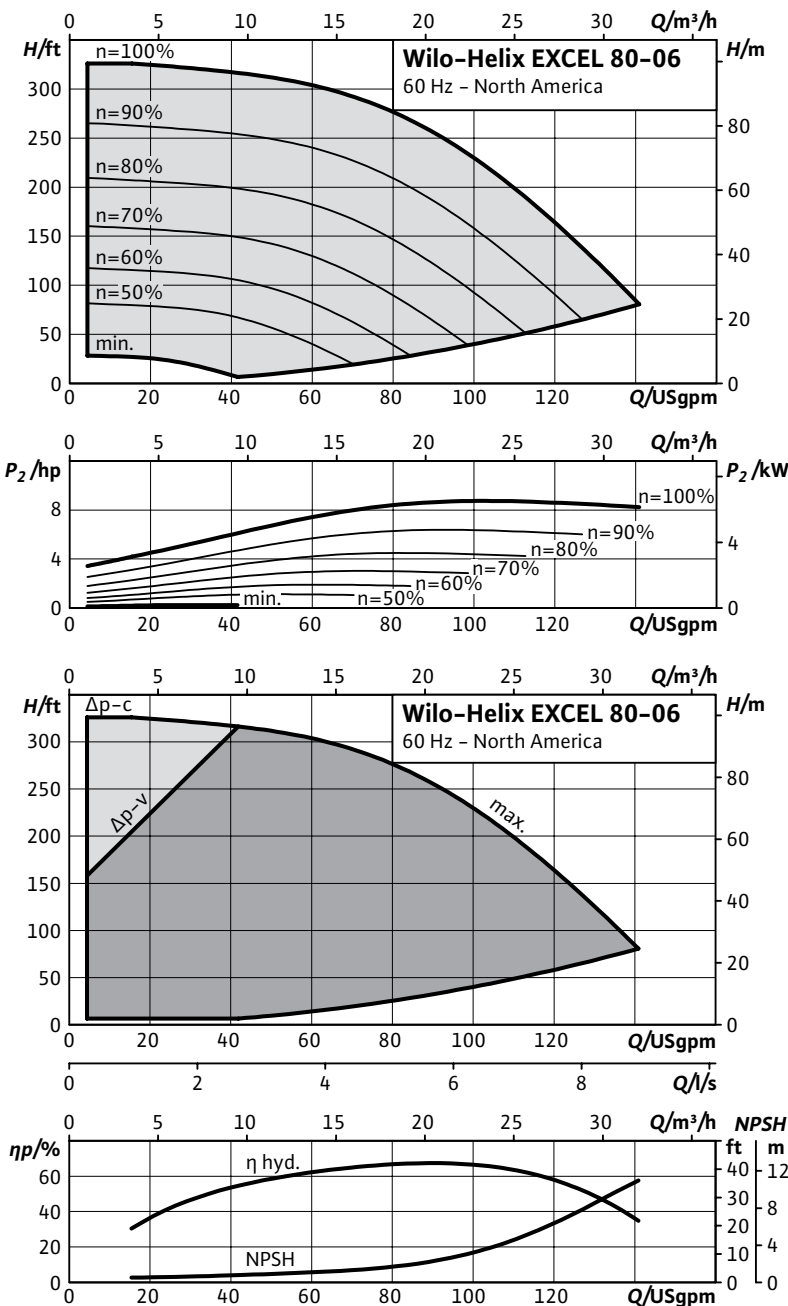 0 5 10 15 20 25 30 Q/m³/h
H/ft n=100% Wilo-Helix EXCEL 80-06 H/m
60 Hz - North America
300
n=90%
250
80
n=80%
200
60
n=70%
150
40
n=60%
100
n=50%
50
20
min.
0 0
20 40 60 80 100 120 Q/USgpm
0 5 10 15 20 25 30 Q/m³/h
P₂/hp P₂/kW
8 n=100%
n=90%
4 n=80% 4
n=70%
n=60%
min. n=50%
0 0
0 20 40 60 80 100 120 Q/USgpm
0 5 10 15 20 25 30 Q/m³/h
H/ft Δp-c Wilo-Helix EXCEL 80-06 H/m
60 Hz - North America
300
80
250
Δp-v max.
200
60
150
40
100
50
20
0 0
20 40 60 80 100 120 Q/USgpm
0 2 4 6 8 Q/l/s
0 5 10 15 20 25 30 Q/m³/h NPSH
ηp/% ft m
η hyd.
60 40 12
30
40 8
20
20 NPSH 4
10
0 0 0
0 20 40 60 80 100 120 Q/USgpm